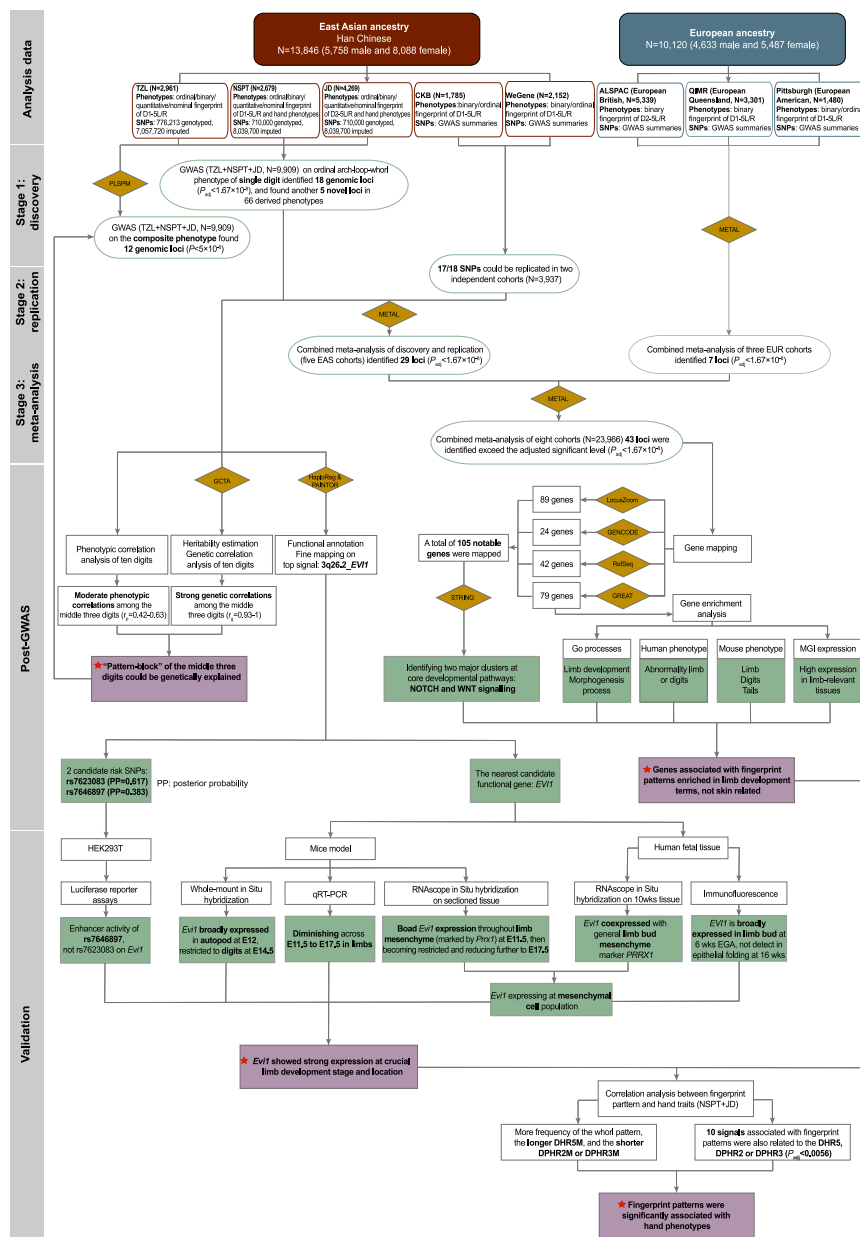 Analysis data
East Asian ancestry
Han Chinese
N=13,846 (5,758 male and 8,088 female)
European ancestry
N=10,120 (4,633 male and 5,487 female)
TZL (N=2,961)
Phenotypes: ordinal/binary/
quantitative/nominal fingerprint
of D1-5L/R
SNPs: 776,213 genotyped,
7,057,720 imputed
NSPT (N=2,679)
Phenotypes: ordinal/binary/
quantitative/nominal fingerprint
of D1-5L/R and hand phenotypes
SNPs: 710,000 genotyped,
8,039,700 imputed
JD (N=4,269)
Phenotypes: ordinal/binary/
quantitative/nominal fingerprint
of D2-5L/R and hand phenotypes
SNPs: 710,000 genotyped,
8,039,700 imputed
CKB (N=1,785)
Phenotypes:binary/ordinal
fingerprint of D1-5L/R
SNPs: GWAS summaries
WeGene (N=2,152)
Phenotypes: binary/ordinal
fingerprint of D1-5L/R
SNPs: GWAS summaries
ALSPAC (European
British, N=5,339)
Phenotypes: binary
fingerprint of D2-5L/R
SNPs: GWAS summaries
QIMR (European
Queensland, N=3,301)
Phenotypes: binary
fingerprint of D1-5L/R
SNPs: GWAS summaries
Pittsburgh (European
American, N=1,480)
Phenotypes: binary
fingerprint of D1-5L/R
SNPs: GWAS summaries
Stage 1:
discovery
PLSPM
GWAS (TZL+NSPT+JD, N=9,909) on ordinal arch-loop-whorl
phenotype of single digit identified 18 genomic loci
(Padj<1.67×10-8), and found another 5 novel loci in
66 derived phenotypes
GWAS (TZL+NSPT+JD, N=9,909)
on the composite phenotype found
12 genomic loci (P<5×10-8)
METAL
Stage 2:
replication
17/18 SNPs could be replicated in two
independent cohorts (N=3,937)
METAL
Stage 3:
meta-analysis
Combined meta-analysis of discovery and replication
(five EAS cohorts) identified 29 loci (Padj<1.67×10-8)
Combined meta-analysis of three EUR cohorts
identified 7 loci (Padj<1.67×10-8)
METAL
Combined meta-analysis of eight cohorts (N=23,966) 43 loci were
identified exceed the adjusted significant level (Padj<1.67×10-8)
Post-GWAS
GCTA
HaploReg &
PAINTOR
Phenotypic correlation
analysis of ten digits
Heritability estimation
Genetic correlation
analysis of ten digits
Functional annotation
Fine mapping on
top signal: 3q26.2_EVI1
Moderate phenotypic
correlations among the
middle three digits (rs=0.42-0.63)
Strong genetic correlations
among the middle
three digits (rg=0.93-1)
★ "Pattern-block" of the middle three
digits could be genetically explained
A total of 105 notable
genes were mapped
89 genes
24 genes
42 genes
79 genes
LocusZoom
GENCODE
RefSeq
GREAT
Gene mapping
STRING
Gene enrichment
analysis
Identifying two major clusters at
core developmental pathways:
NOTCH and WNT signalling
Go processes
Limb development
Morphogenesis
process
Human phenotype
Abnormality limb
or digits
Mouse phenotype
Limb
Digits
Tails
MGI expression
High expression
in limb-relevant
tissues
★ Genes associated with fingerprint
patterns enriched in limb development
terms, not skin related
2 candidate risk SNPs:
rs7623083 (PP=0.617)
rs7646897 (PP=0.383)
PP: posterior probability
The nearest candidate
functional gene: EVI1
Validation
HEK293T
Mice model
Human fetal tissue
Luciferase reporter
assays
Whole-mount in Situ
hybridization
qRT-PCR
RNAscope in Situ
hybridization on
sectioned tissue
RNAscope in Situ
hybridization on 10wks tissue
Immunofluorescence
Enhancer activity of
rs7646897,
not rs7623083 on Evi1
Evi1 broadly expressed
in autopod at E12,
restricted to digits at E14.5
Diminishing across
E11,5 to E17,5 in limbs
Boad Evi1 expression throughout limb
mesenchyme (marked by Prrx1) at E11.5, then
becoming restricted and reducing further to E17.5
Evi1 coexpressed with
general limb bud
mesenchyme
marker PRRX1
EVI1 is broadly
expressed in limb bud at
6 wks EGA, not detect in
epithelial folding at 16 wks
Evi1 expressing at mesenchymal
cell population
★ Evi1 showed strong expression at crucial
limb development stage and location
Correlation analysis between
fingerprint parttern and hand traits
(NSPT+JD)
More frequency of the whorl pattern,
the longer DHR5M, and the shorter
DPHR2M or DPHR3M
10 signals associated with fingerprint
patterns were also related to the DHR5,
DPHR2 or DPHR3 (Padj<0.0056)
★ Fingerprint patterns were
significantly associated with
hand phenotypes